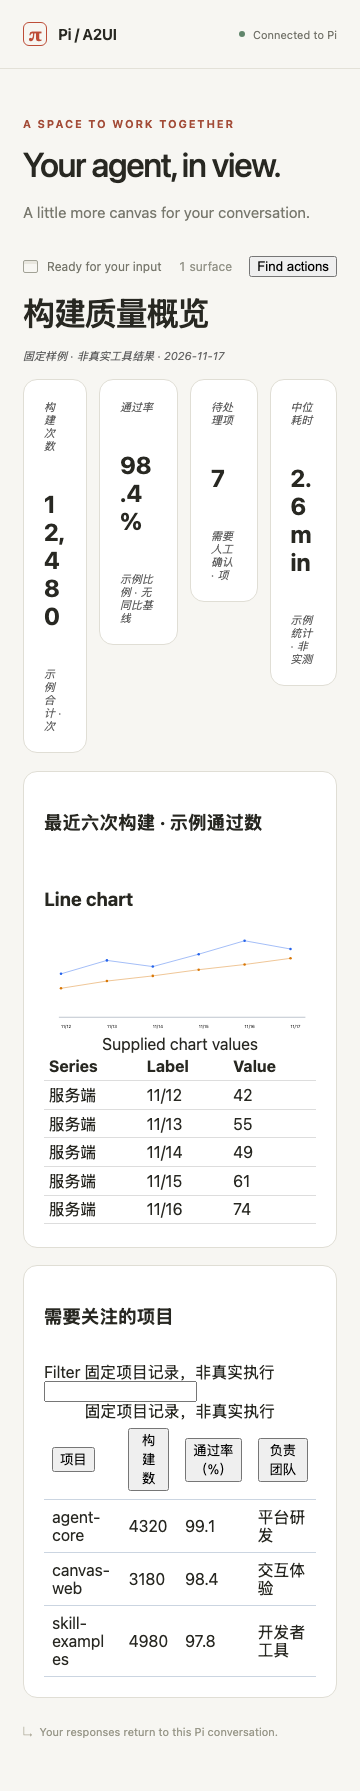 π Pi / A2UI
Connected to Pi
A SPACE TO WORK TOGETHER
Your agent, in view.
A little more canvas for your conversation.
Ready for your input
1 surface
Find actions
构建质量概览
固定样例 · 非真实工具结果 · 2026-11-17
构
建
次
数
1
2,
4
8
0
示
例
合
计 ·
次
通过率
98
.4
%
示例比
例 · 无
同比基
线
待处
理项
7
需要
人工
确认
· 项
中位
耗时
2.
6
m
in
示例
统计
· 非
实测
最近六次构建 · 示例通过数
Line chart
11/12 11/13 11/14 11/15 11/16 11/17
Supplied chart values
Series Label Value
服务端 11/12 42
服务端 11/13 55
服务端 11/14 49
服务端 11/15 61
服务端 11/16 74
需要关注的项目
Filter 固定项目记录，非真实执行
固定项目记录，非真实执行
项目
构
建
数
通过率
(%)
负责
团队
agent-
core
4320
99.1
平台研
发
canvas-
web
3180
98.4
交互体
验
skill-
exampl
es
4980
97.8
开发者
工具
Your responses return to this Pi conversation.